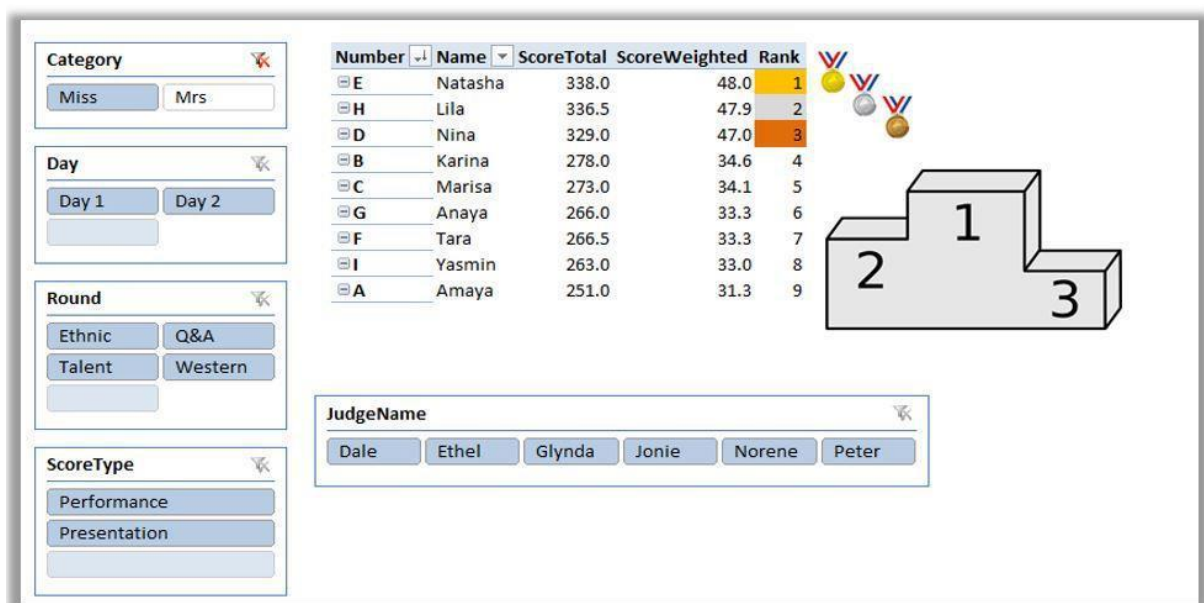 Category
Miss Mrs
Day
Day 1 Day 2
Round
Ethnic Q&A
Talent Western
ScoreType
Performance
Presentation
Number Name ScoreTotal ScoreWeighted Rank
E Natasha 338.0 48.0 1
H Lila 336.5 47.9 2
D Nina 329.0 47.0 3
B Karina 278.0 34.6 4
C Marisa 273.0 34.1 5
G Anaya 266.0 33.3 6
F Tara 266.5 33.3 7
I Yasmin 263.0 33.0 8
A Amaya 251.0 31.3 9
1
2
3
JudgeName
Dale Ethel Glynda Jonie Norene Peter